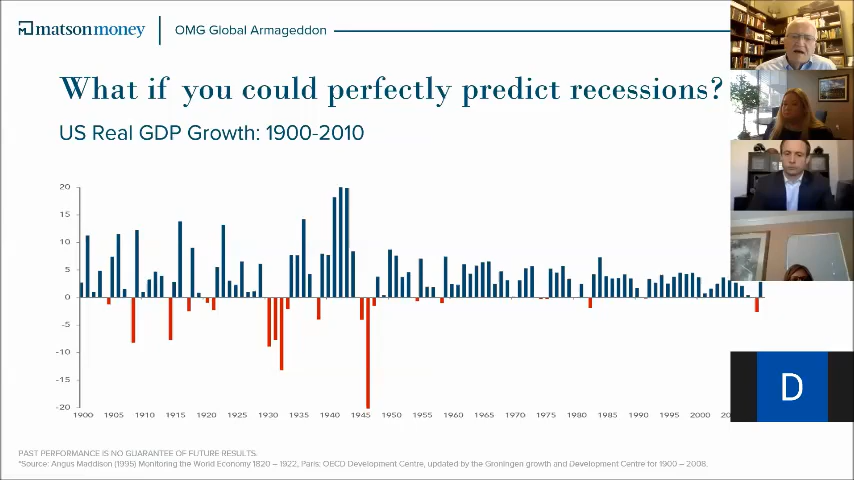 matsonmoney
OMG Global Armageddon
What if you could perfectly predict recessions?
US Real GDP Growth: 1900-2010
20
15
10
5
0
-5
-10
-15
-20
1900 1905 1910 1915 1920 1925 1930 1935 1940 1945 1950 1955 1960 1965 1970 1975 1980 1985 1990 1995 2000
D
PAST PERFORMANCE IS NO GUARANTEE OF FUTURE RESULTS.
*Source: Angus Maddison (1995) Monitoring the World Economy 1820 – 1922, Paris: OECD Development Centre, updated by the Groningen growth and Development Centre for 1900 – 2008.